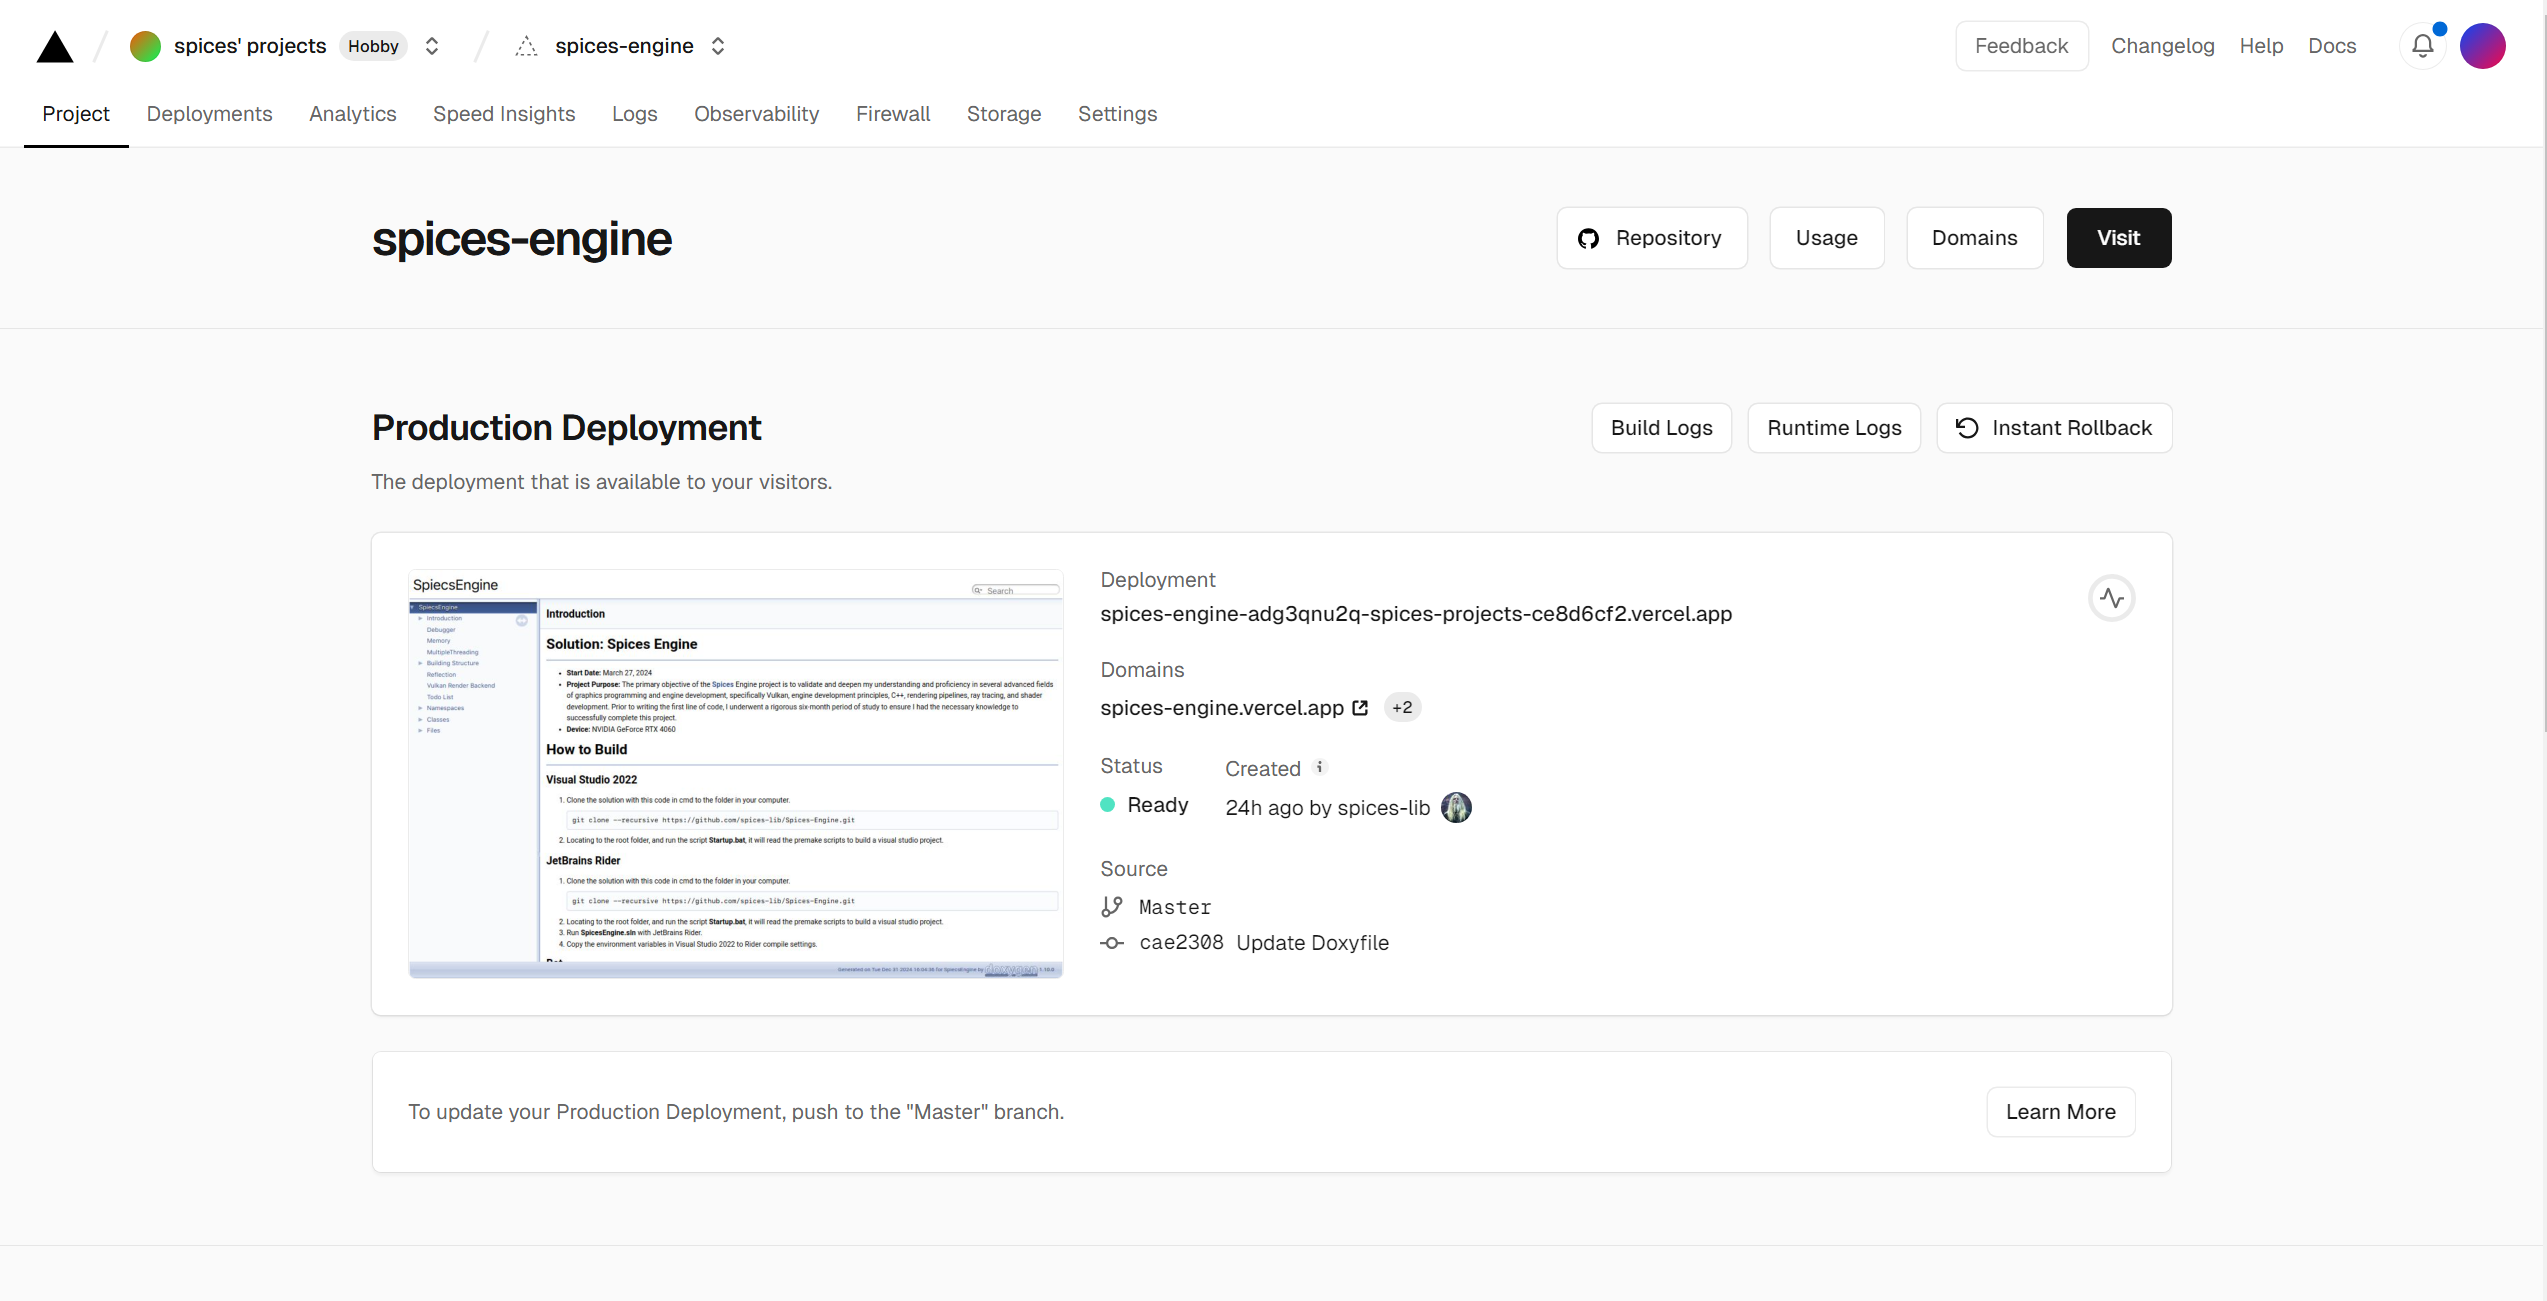 spices' projects Hobby spices-engine Feedback Changelog Help Docs
Project Deployments Analytics Speed Insights Logs Observability Firewall Storage Settings
spices-engine
Repository Usage Domains Visit
Production Deployment
Build Logs Runtime Logs Instant Rollback
The deployment that is available to your visitors.
SpiecsEngine
Search
SpiecsEngine
Introduction
Debugger
Memory
MultipleThreading
Building Structure
Reflection
Vulkan Render Backend
Todo List
Namespaces
Classes
Files
Introduction
Solution: Spices Engine
• Start Date: March 27, 2024
• Project Purpose: The primary objective of the Spices Engine project is to validate and deepen my understanding and proficiency in several advanced fields
of graphics programming and engine development, specifically Vulkan, engine development principles, C++, rendering pipelines, ray tracing, and shader
development. Prior to writing the first line of code, I underwent a rigorous six-month period of study to ensure I had the necessary knowledge to
successfully complete this project.
• Device: NVIDIA GeForce RTX 4060
How to Build
Visual Studio 2022
1. Clone the solution with this code in cmd to the folder in your computer.
git clone --recursive https://github.com/spices-lib/Spices-Engine.git
2. Locating to the root folder, and run the script Startup.bat, it will read the premake scripts to build a visual studio project.
JetBrains Rider
1. Clone the solution with this code in cmd to the folder in your computer.
git clone --recursive https://github.com/spices-lib/Spices-Engine.git
2. Locating to the root folder, and run the script Startup.bat, it will read the premake scripts to build a visual studio project.
3. Run SpicesEngine.sln with JetBrains Rider.
4. Copy the environment variables in Visual Studio 2022 to Rider compile settings.
Deployment
spices-engine-adg3qnu2q-spices-projects-ce8d6cf2.vercel.app
Domains
spices-engine.vercel.app +2
Status Created
Ready 24h ago by spices-lib
Source
Master
cae2308 Update Doxyfile
To update your Production Deployment, push to the "Master" branch.
Learn More